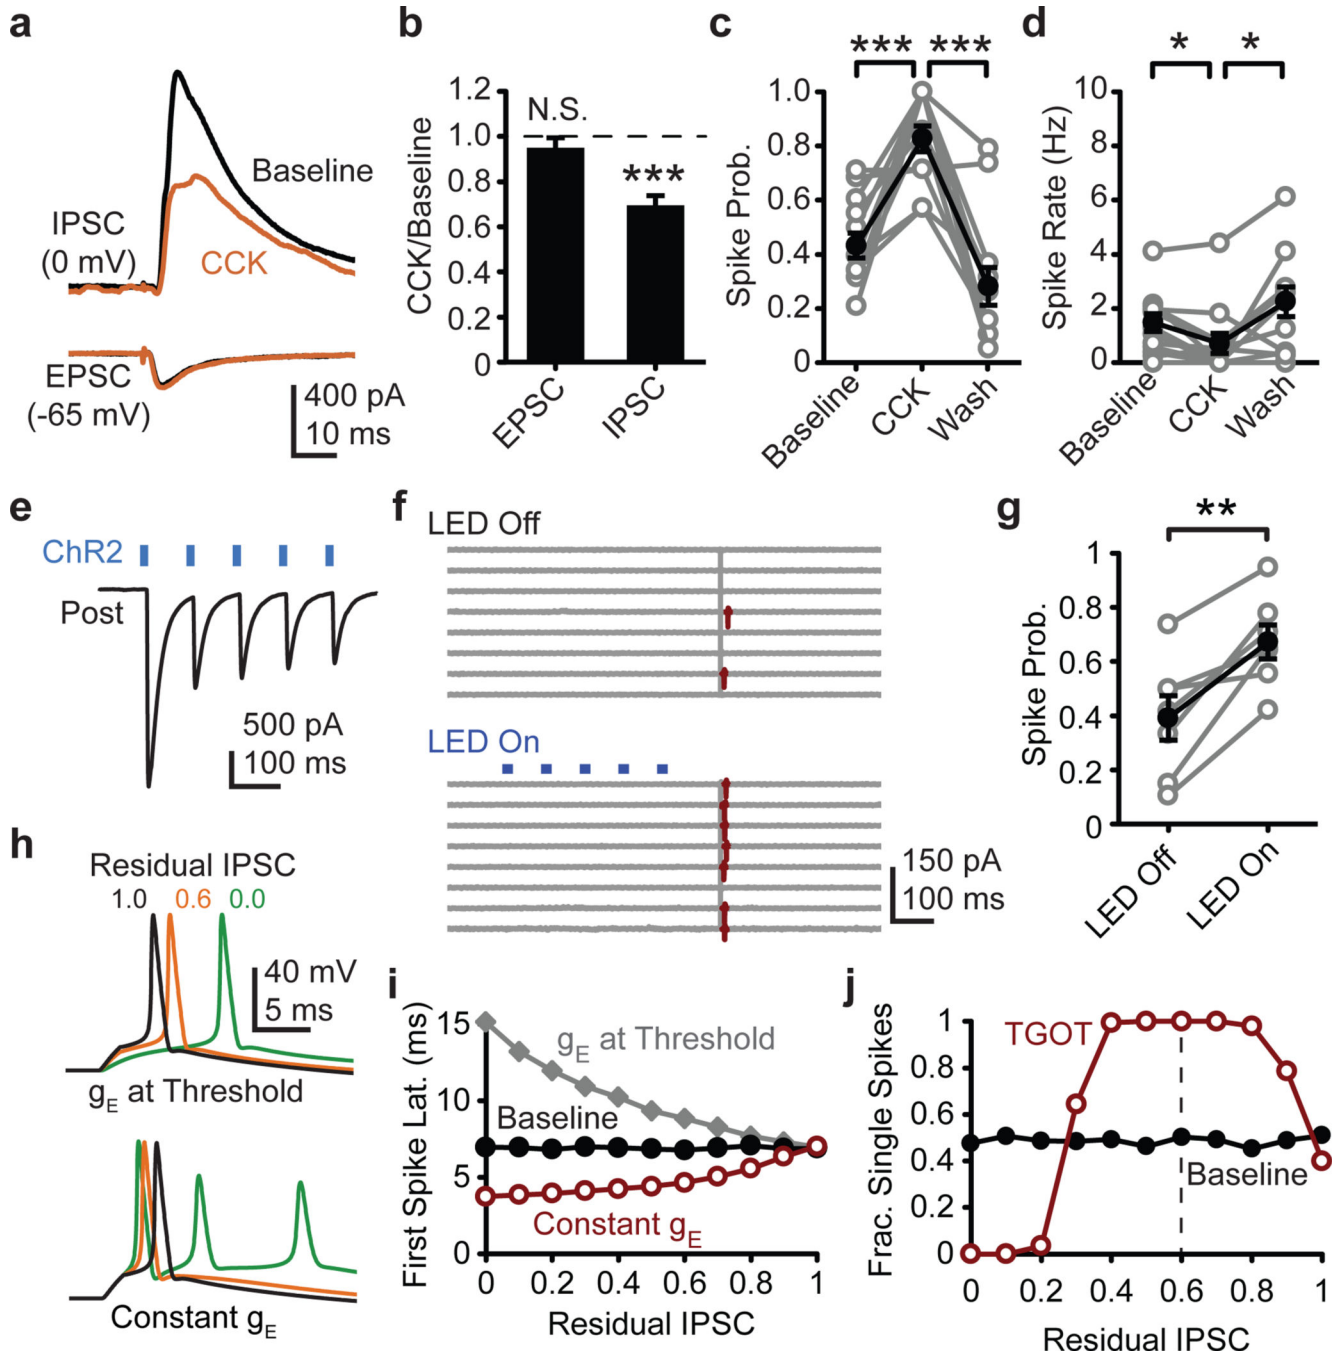 a
Baseline
IPSC
(0 mV)
CCK
EPSC
(-65 mV)
400 pA
10 ms
b
CCK/Baseline
1.2
1.0
0.8
0.6
0.4
0.2
0
N.S.
***
EPSC
IPSC
c
*** ***
Spike Prob.
1
0.8
0.6
0.4
0.2
0
Baseline
CCK
Wash
d
* *
Spike Rate (Hz)
10
8
6
4
2
0
Baseline
CCK
Wash
e
ChR2
Post
500 pA
100 ms
f
LED Off
LED On
150 pA
100 ms
g
**
Spike Prob.
1
0.8
0.6
0.4
0.2
0
LED Off
LED On
h
Residual IPSC
1.0 0.6 0.0
40 mV
5 ms
gE at Threshold
Constant gE
i
First Spike Lat. (ms)
15
10
5
0
gE at Threshold
Baseline
Constant gE
0 0.2 0.4 0.6 0.8 1
Residual IPSC
j
Frac. Single Spikes
1
0.8
0.6
0.4
0.2
0
TGOT
Baseline
0 0.2 0.4 0.6 0.8 1
Residual IPSC